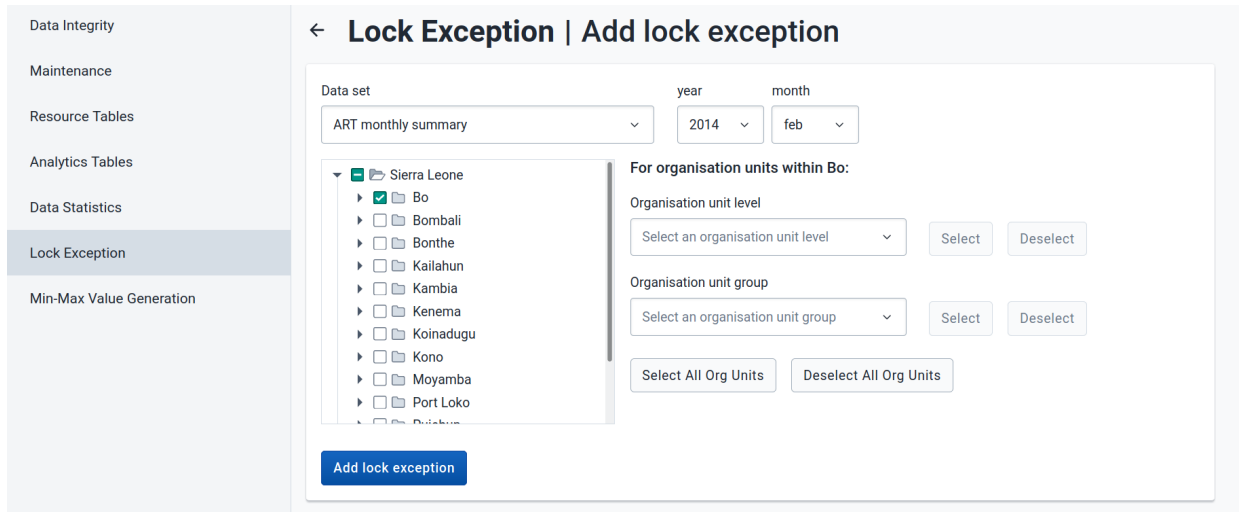 Data Integrity
Maintenance
Resource Tables
Analytics Tables
Data Statistics
Lock Exception
Min-Max Value Generation
Lock Exception | Add lock exception
Data set year month
ART monthly summary 2014 feb
Sierra Leone
Bo
Bombali
Bonthe
Kailahun
Kambia
Kenema
Koinadugu
Kono
Moyamba
Port Loko
For organisation units within Bo:
Organisation unit level
Select an organisation unit level Select Deselect
Organisation unit group
Select an organisation unit group Select Deselect
Select All Org Units Deselect All Org Units
Add lock exception